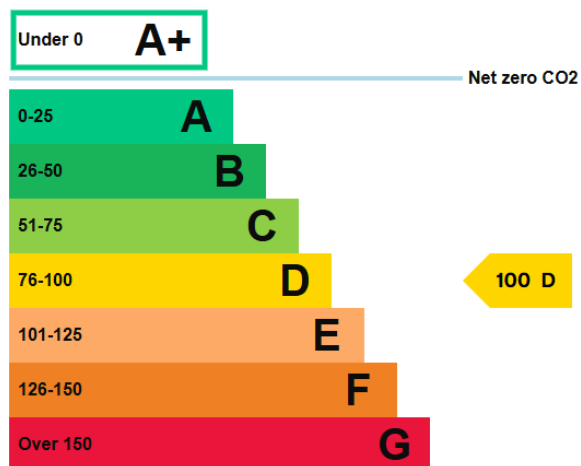 Under 0 A+
Net zero CO2
0-25 A
26-50 B
51-75 C
76-100 D
100 D
101-125 E
126-150 F
Over 150 G